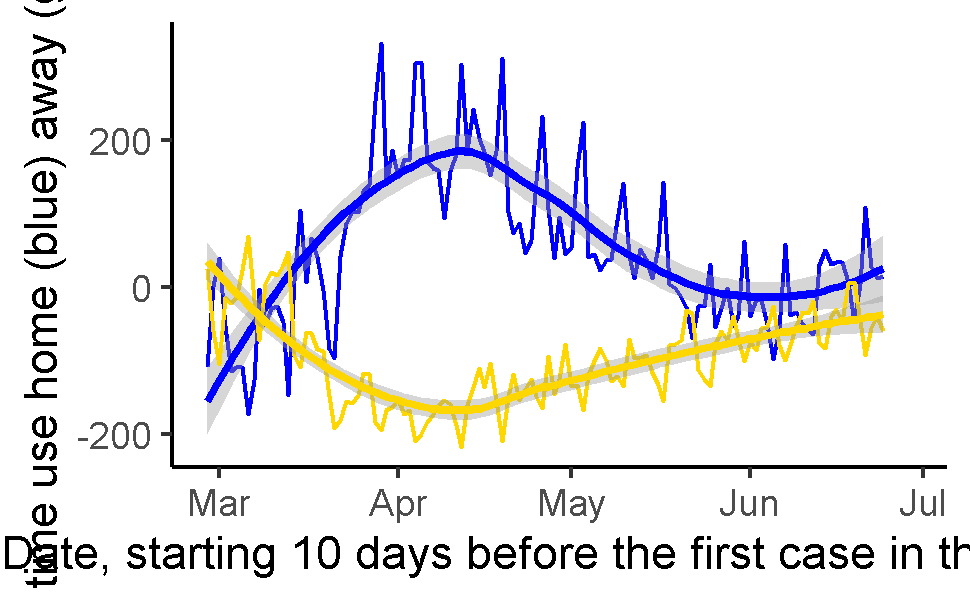 time use home (blue) away (
200
0
-200
Mar Apr May Jun Jul
Date, starting 10 days before the first case in th